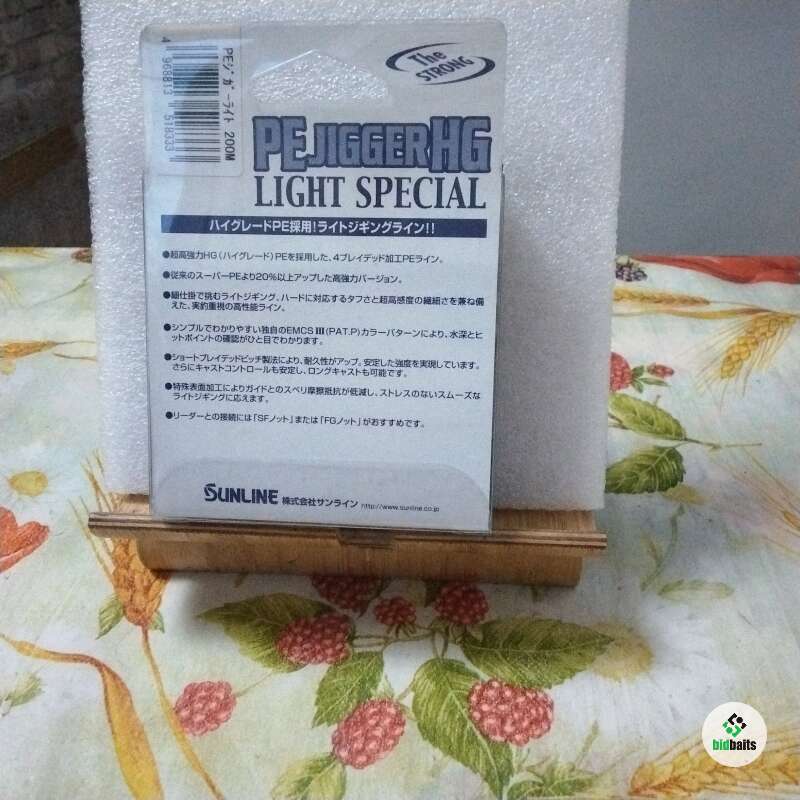 PEｼﾞｶﾞｰﾗｲﾄ 200M
4 968813 518333
The STRONG
PE JIGGER HG
LIGHT SPECIAL
ハイグレードPE採用!ライトジギングライン!!
●超高強力HG(ハイグレード)PEを採用した、4ブレイデッド加工PEライン。
●従来のスーパーPEより20%以上アップした高強力バージョン。
●細仕掛で挑むライトジギング、ハードに対応するタフさと超高感度の繊細さを兼ね備
えた、実釣重視の高性能ライン。
●シンプルでわかりやすい独自のEMCSⅢ(PAT.P)カラーパターンにより、水深とヒ
ットポイントの確認がひと目でわかります。
●ショートブレイデッドピッチ製法により、耐久性がアップ。安定した強度を実現しています。
さらにキャストコントロールも安定し、ロングキャストも可能です。
●特殊表面加工によりガイドとのスベリ摩擦抵抗が低減し、ストレスのないスムーズな
ライトジギングに応えます。
●リーダーとの接続には「SFノット」または「FGノット」がおすすめです。
SUNLINE 株式会社サンライン http://www.sunline.co.jp
bidbaits